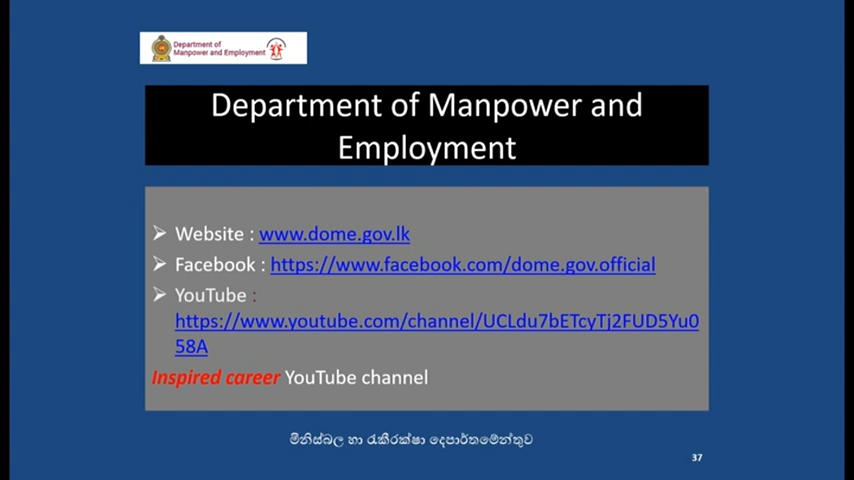 Department of
Manpower and Employment
Department of Manpower and
Employment
➢ Website : www.dome.gov.lk
➢ Facebook : https://www.facebook.com/dome.gov.official
➢ YouTube :
https://www.youtube.com/channel/UCLdu7bETcyTj2FUD5Yu0
58A
Inspired career YouTube channel
මිනිස්බල හා රැකීරක්ෂා දෙපාර්තමේන්තුව
37